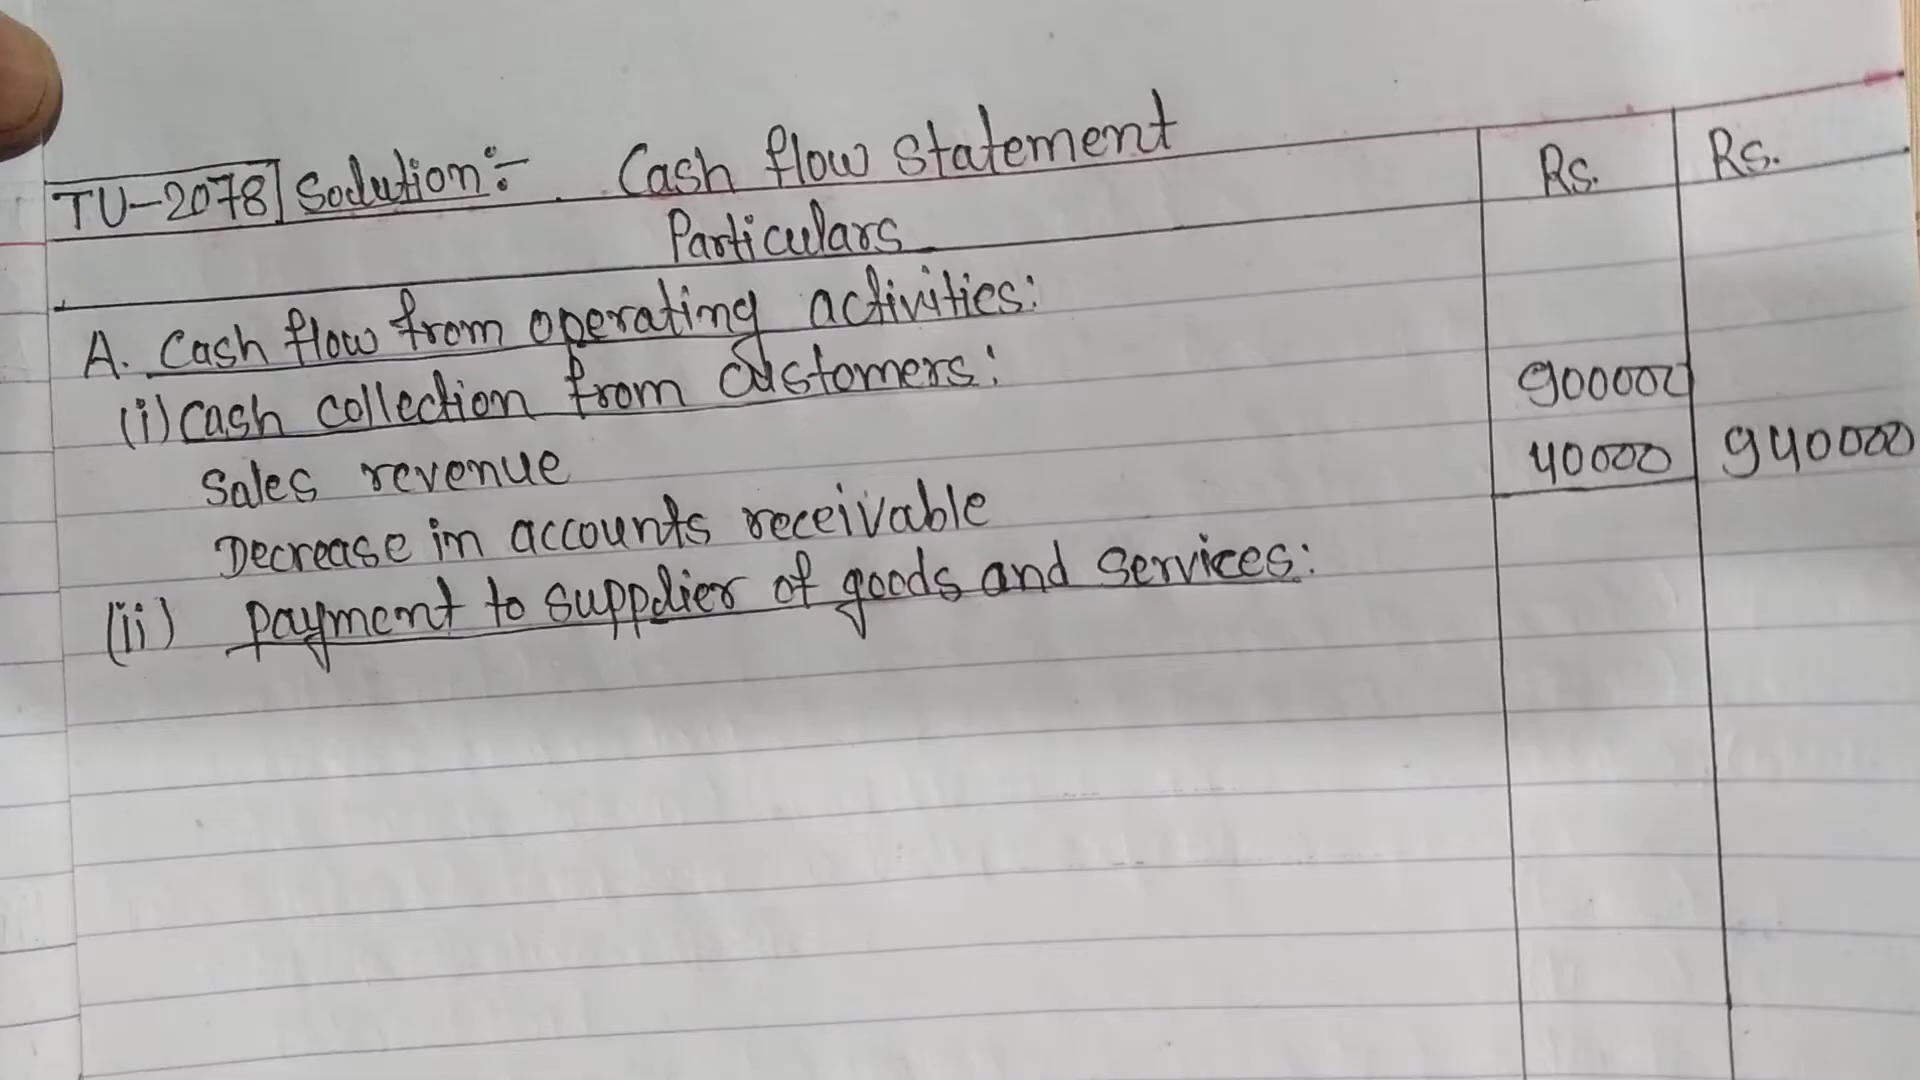 TU-2078 Solution:- Cash flow statement
Particulars Rs. Rs.
A. Cash flow from operating activities:
(i) Cash collection from customers:
Sales revenue 900000
Decrease in accounts receivable 40000 940000
(ii) Payment to supplier of goods and services: